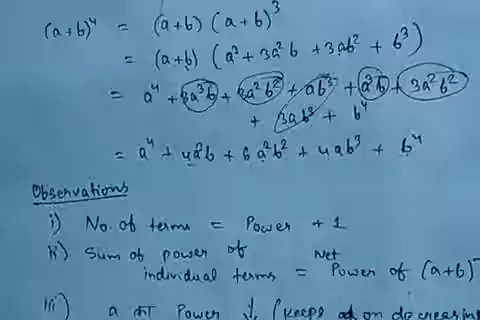 (a+b)⁴ = (a+b) (a+b)³
= (a+b) (a³ + 3a²b + 3ab² + b³)
= a⁴ + 3a³b + 3a²b² + ab³ + a³b + 3a²b²
+ 3ab³ + b⁴
= a⁴ + 4a³b + 6a²b² + 4ab³ + b⁴
Observations
i) No. of terms = Power + 1
ii) Sum of power of
individual terms = Net Power of (a+b)
iii) a का Power ↓ (keeps on decreasing